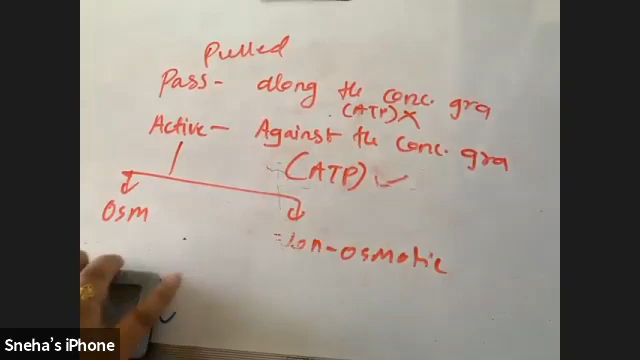 Pulled
Pass- along the conc. gra
(ATP)X
Active- Against the conc. gra
(ATP) ✓
Osm
Non-osmotic
Sneha's iPhone